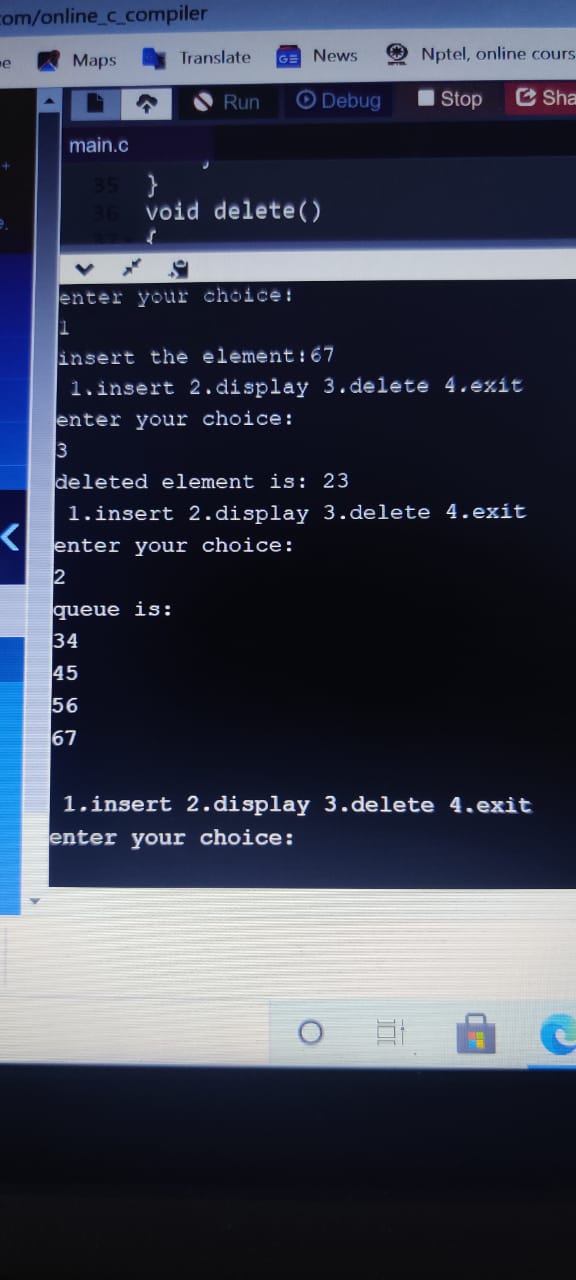 om/online_c_compiler
Maps Translate News Nptel, online cours
Run Debug Stop Sha
main.c
35 }
36 void delete()
37 {
enter your choice:
1
insert the element:67
1.insert 2.display 3.delete 4.exit
enter your choice:
3
deleted element is: 23
1.insert 2.display 3.delete 4.exit
enter your choice:
2
queue is:
34
45
56
67
1.insert 2.display 3.delete 4.exit
enter your choice: